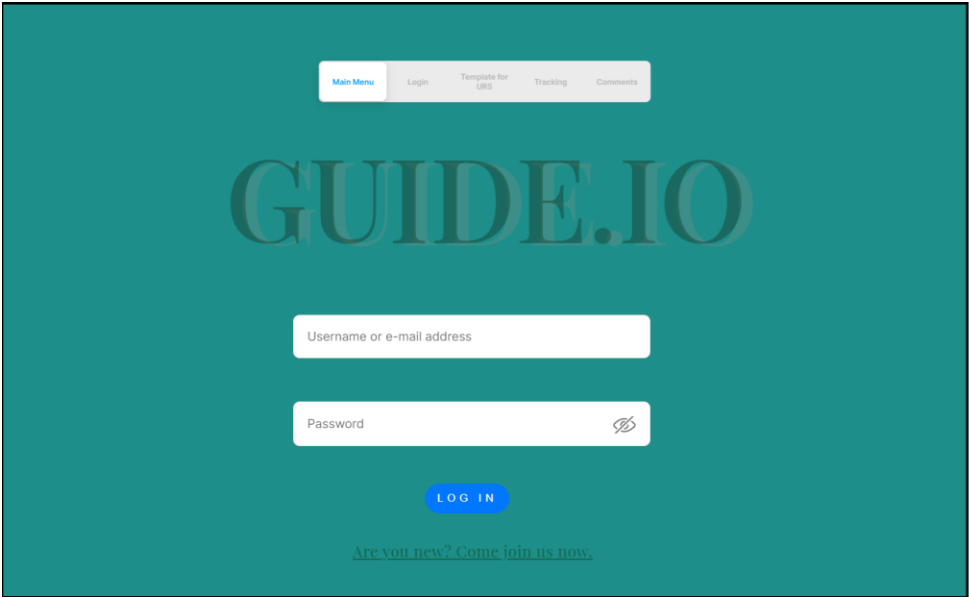 Main Menu
Login
Template for
URS
Tracking
Comments
GUIDE.IO
Username or e-mail address
Password
LOG IN
Are you new? Come join us now.